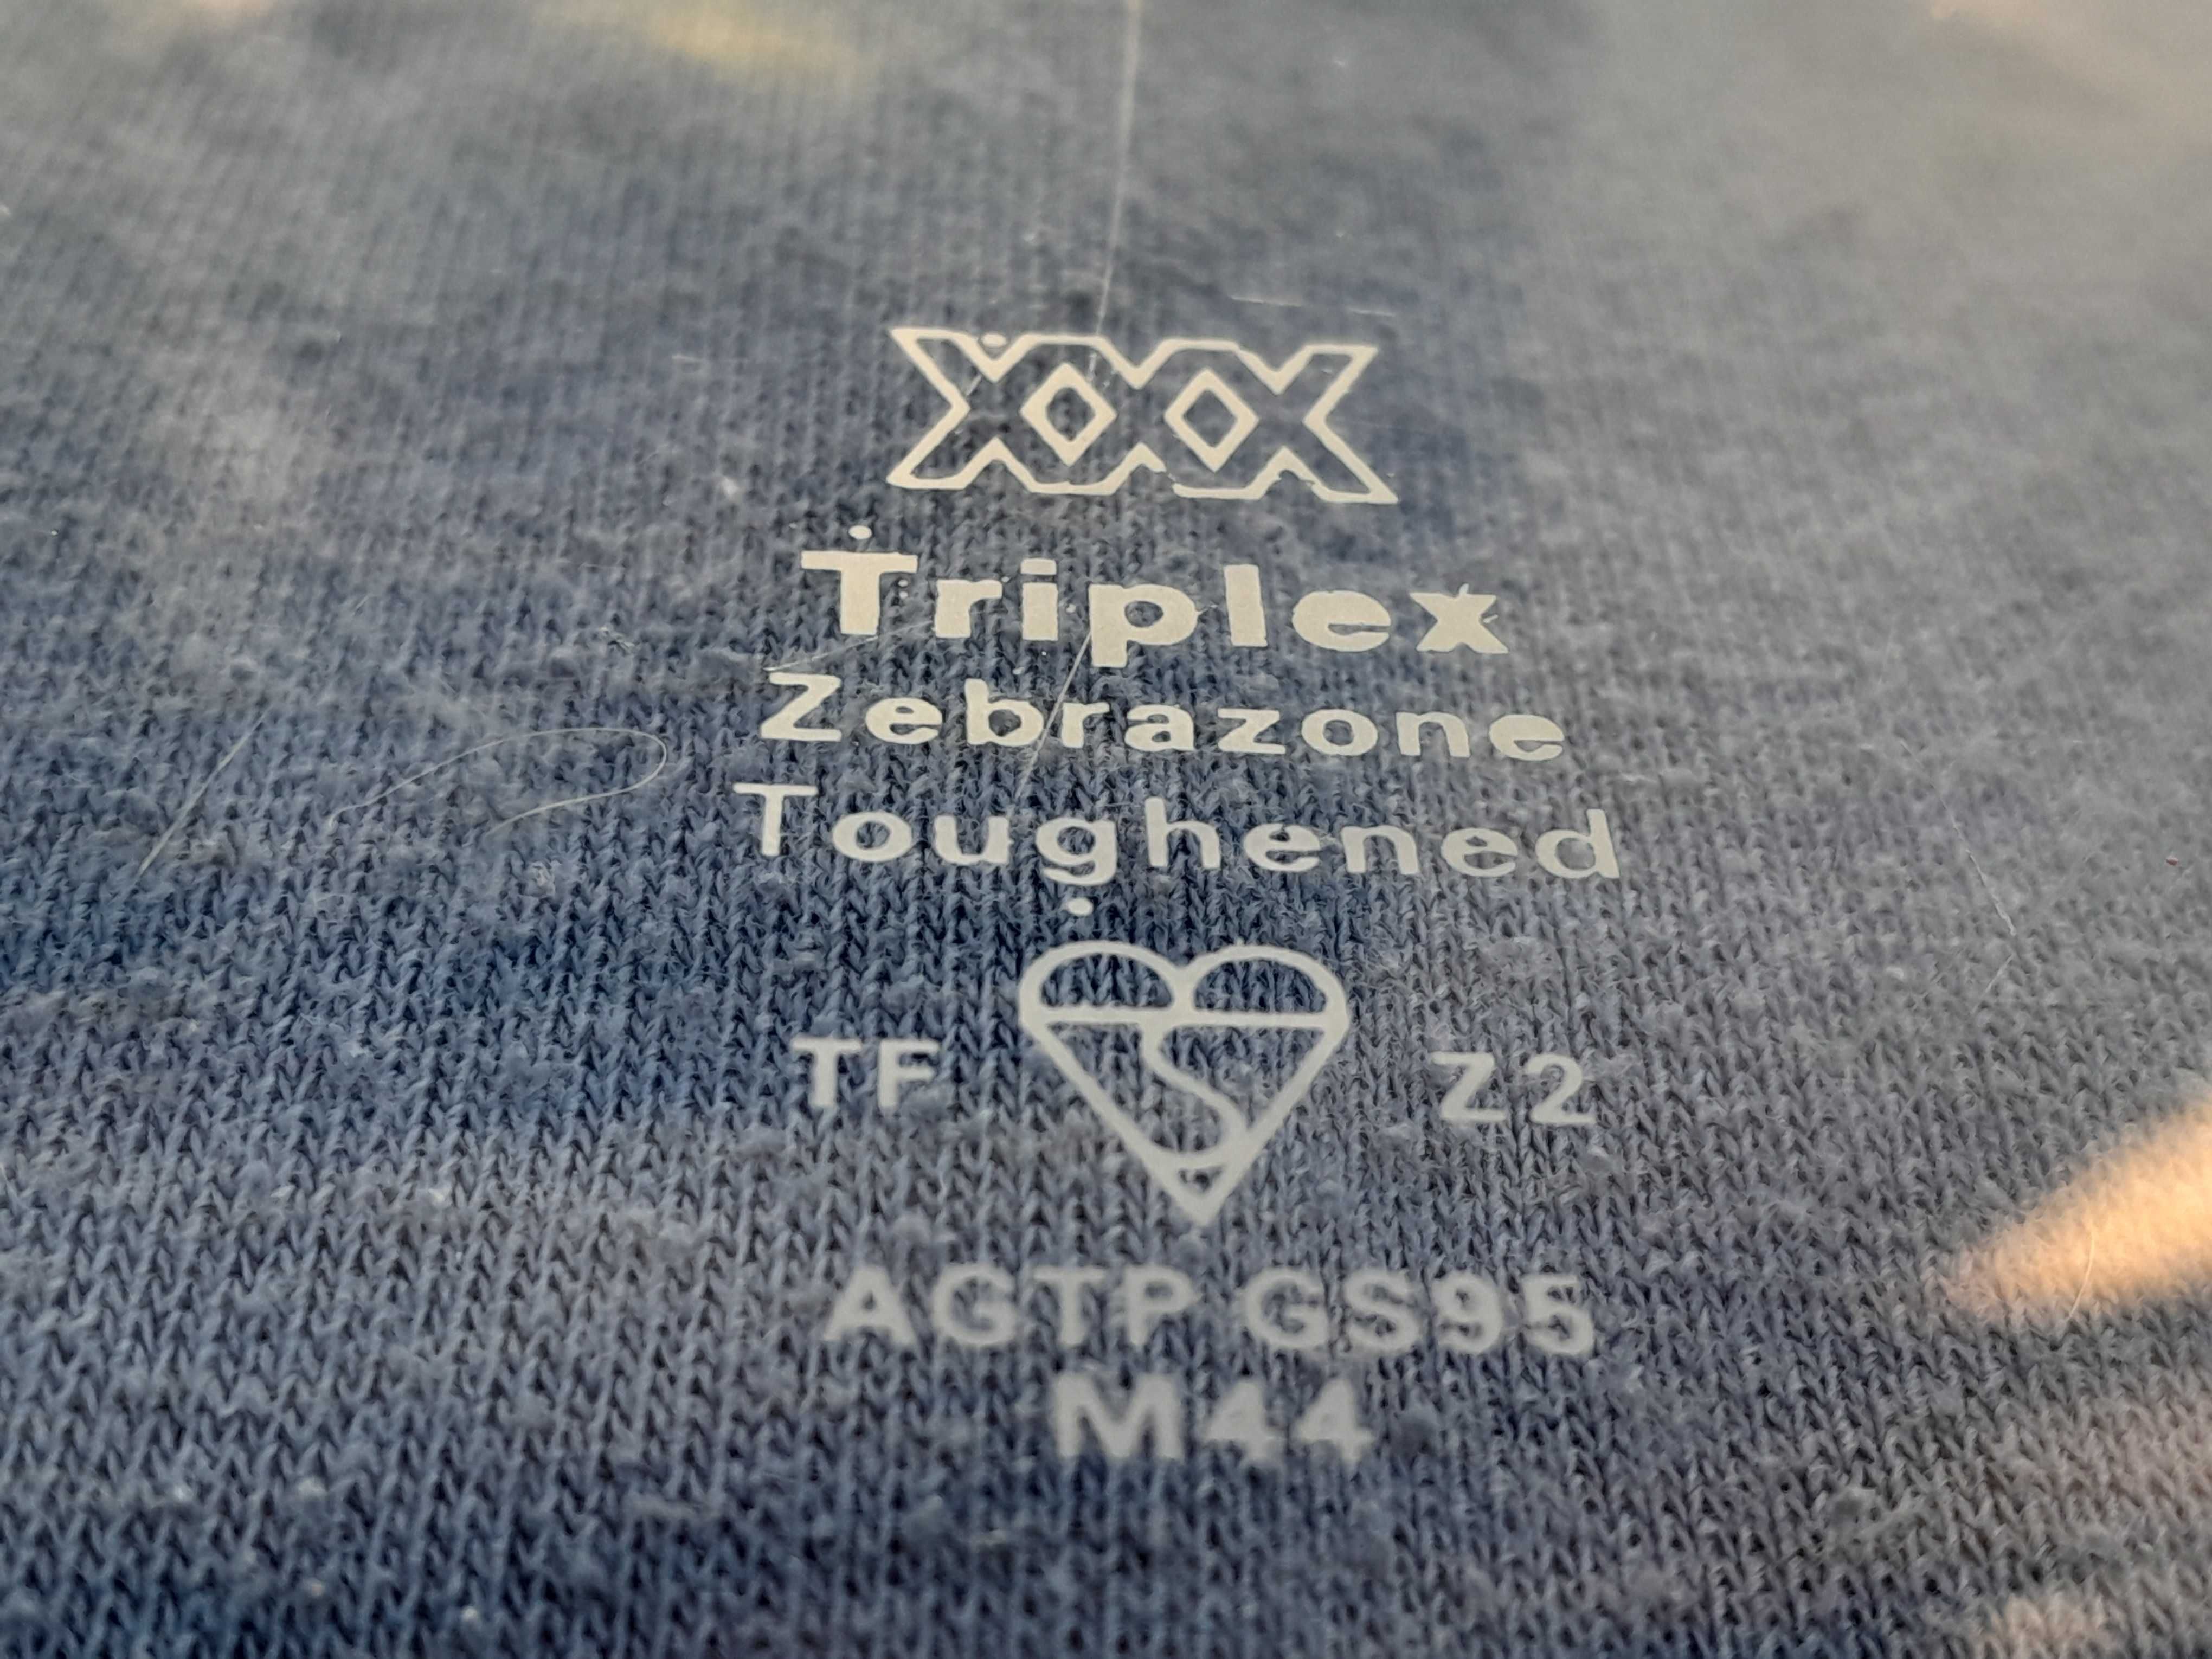 XXX
Triplex
Zebrazone
Toughened
TF Z2
AGTP GS95
M44